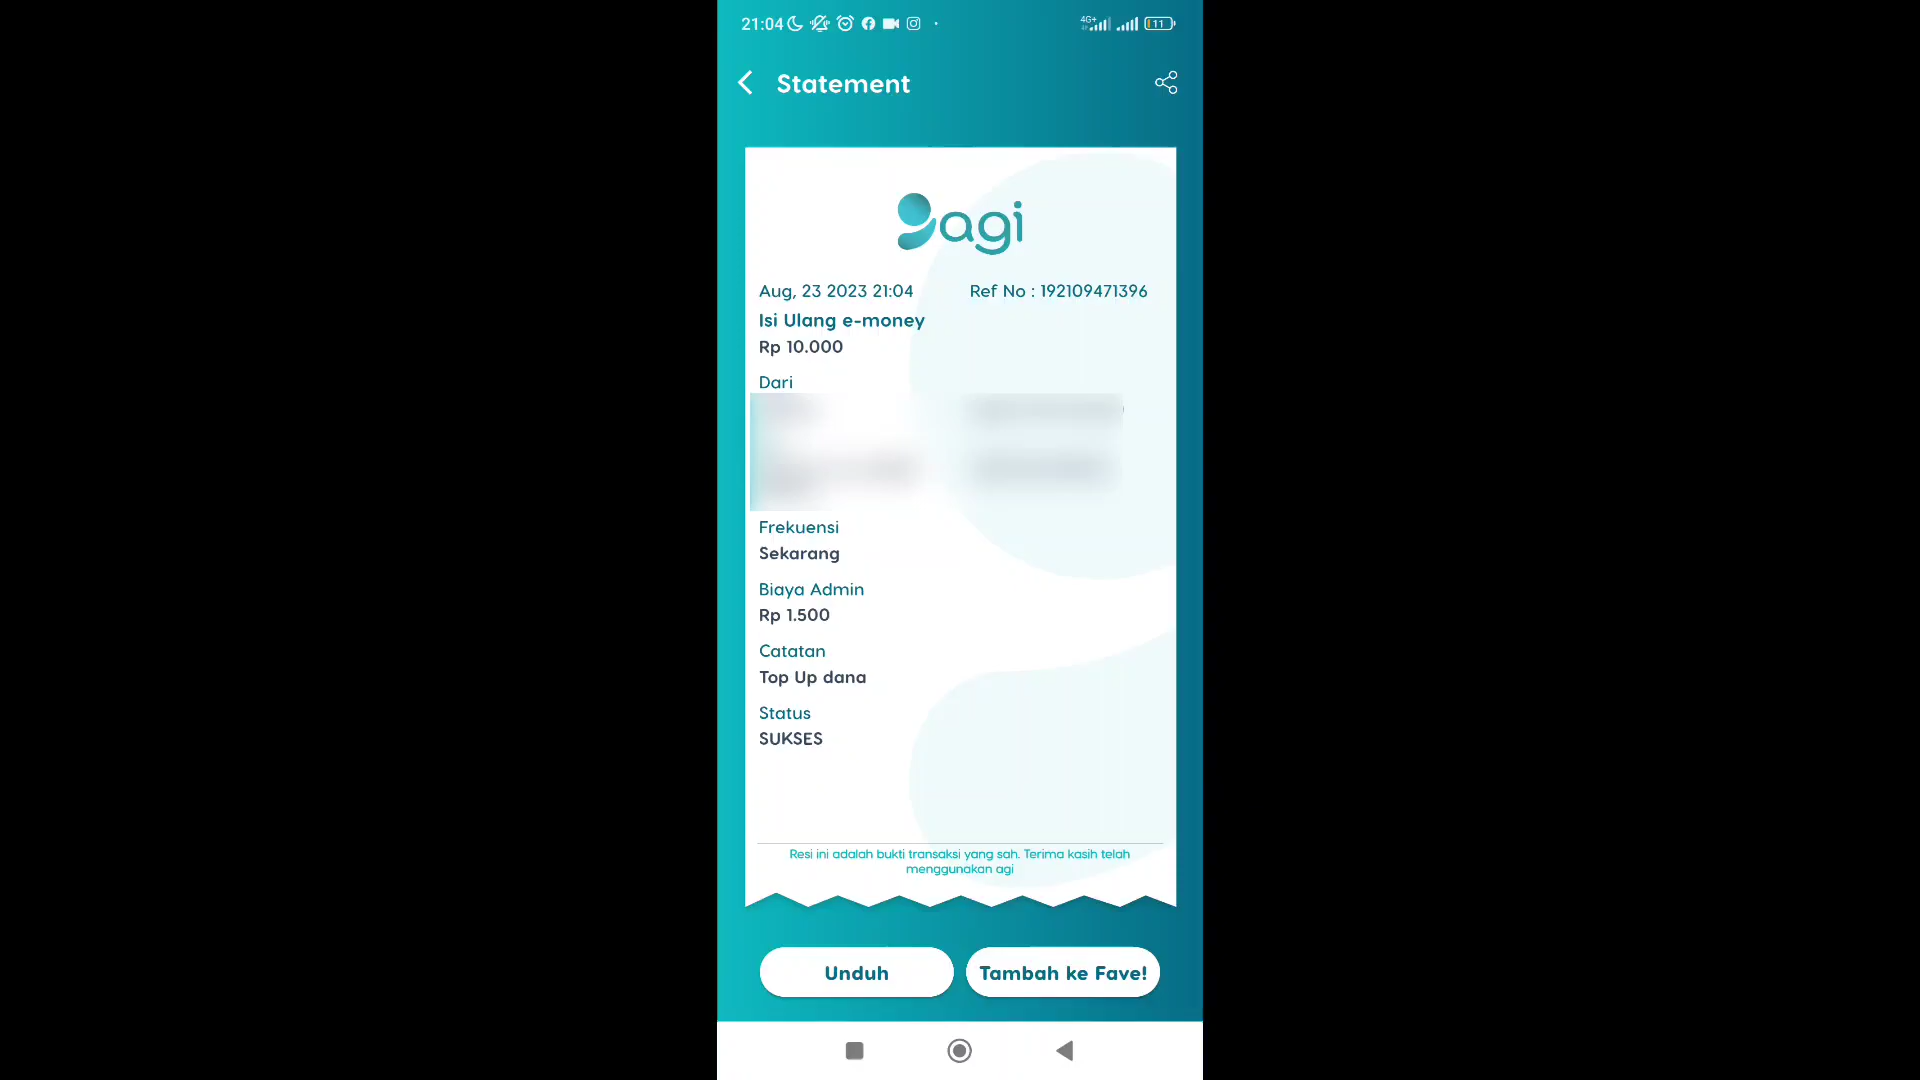 21:04
4G+
11
Statement
agi
Aug, 23 2023 21:04
Ref No : 192109471396
Isi Ulang e-money
Rp 10.000
Dari
Frekuensi
Sekarang
Biaya Admin
Rp 1.500
Catatan
Top Up dana
Status
SUKSES
Resi ini adalah bukti transaksi yang sah. Terima kasih telah
menggunakan agi
Unduh
Tambah ke Fave!